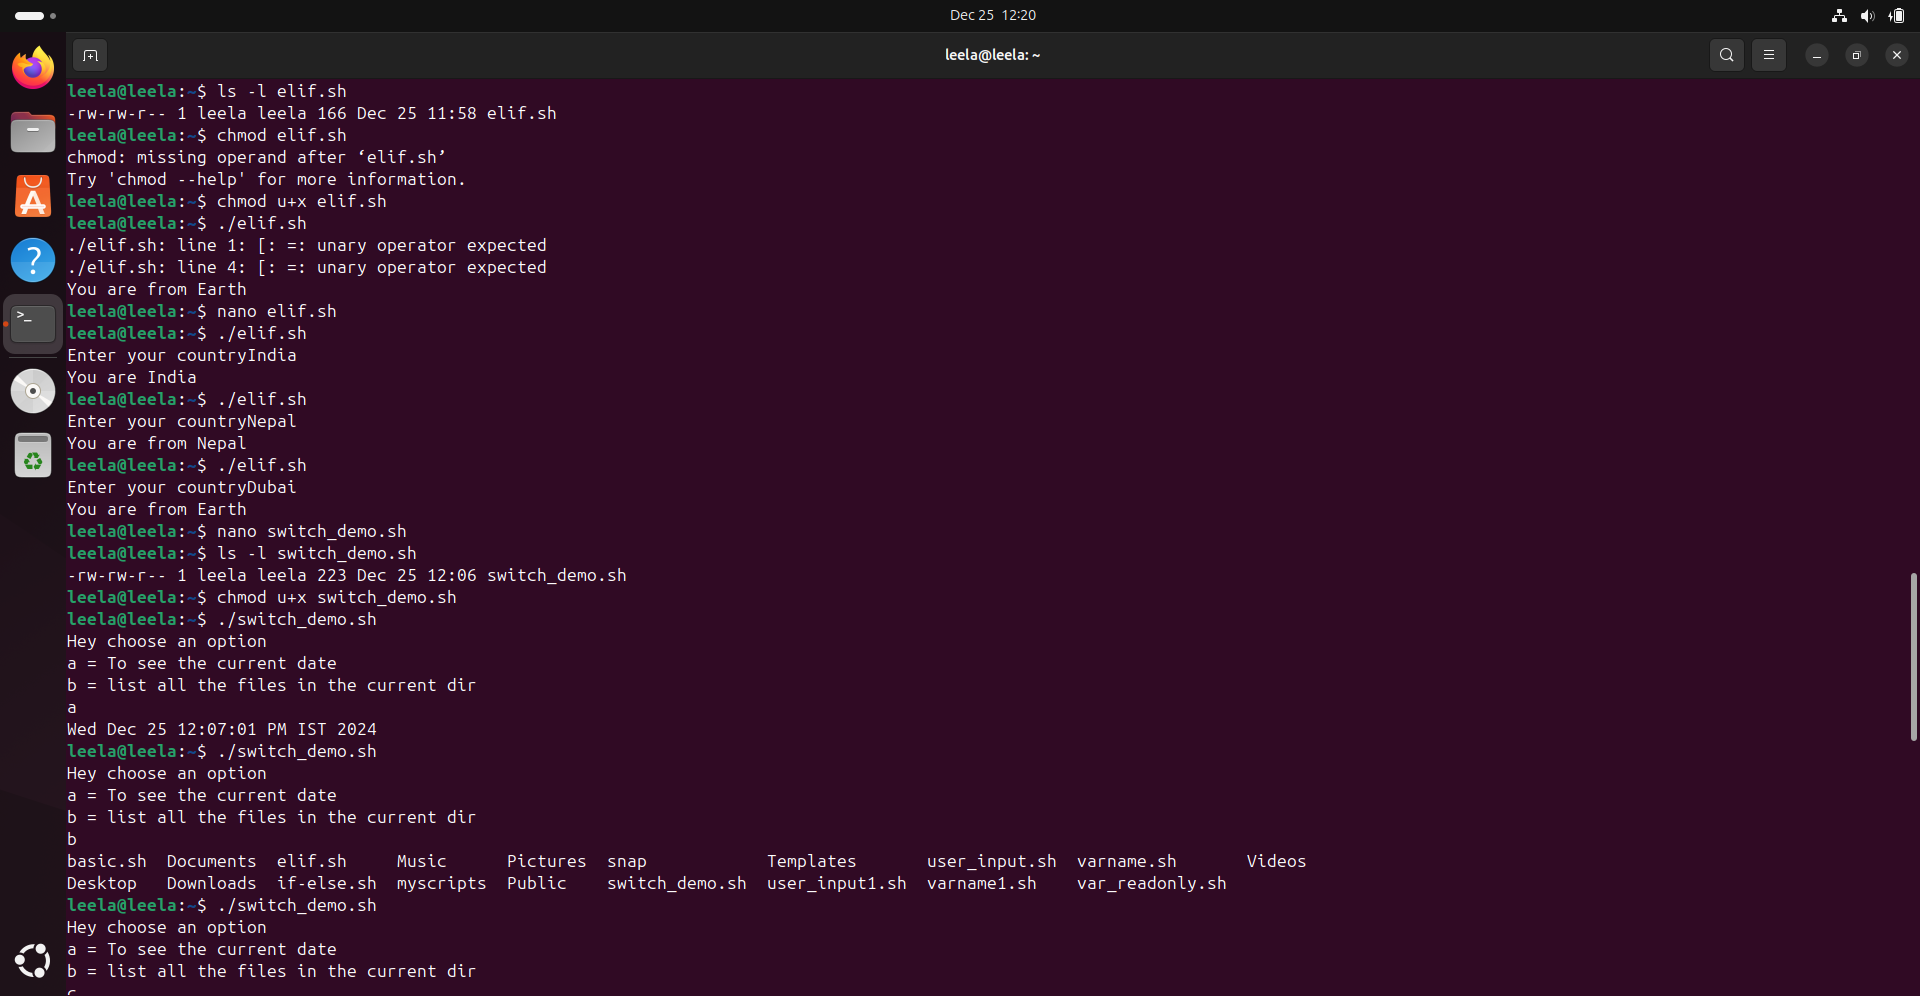 Dec 25 12:20
leela@leela: ~
leela@leela:~$ ls -l elif.sh
-rw-rw-r-- 1 leela leela 166 Dec 25 11:58 elif.sh
leela@leela:~$ chmod elif.sh
chmod: missing operand after ‘elif.sh’
Try 'chmod --help' for more information.
leela@leela:~$ chmod u+x elif.sh
leela@leela:~$ ./elif.sh
./elif.sh: line 1: [: =: unary operator expected
./elif.sh: line 4: [: =: unary operator expected
You are from Earth
leela@leela:~$ nano elif.sh
leela@leela:~$ ./elif.sh
Enter your countryIndia
You are India
leela@leela:~$ ./elif.sh
Enter your countryNepal
You are from Nepal
leela@leela:~$ ./elif.sh
Enter your countryDubai
You are from Earth
leela@leela:~$ nano switch_demo.sh
leela@leela:~$ ls -l switch_demo.sh
-rw-rw-r-- 1 leela leela 223 Dec 25 12:06 switch_demo.sh
leela@leela:~$ chmod u+x switch_demo.sh
leela@leela:~$ ./switch_demo.sh
Hey choose an option
a = To see the current date
b = list all the files in the current dir
a
Wed Dec 25 12:07:01 PM IST 2024
leela@leela:~$ ./switch_demo.sh
Hey choose an option
a = To see the current date
b = list all the files in the current dir
b
basic.sh  Documents  elif.sh     Music      Pictures  snap            Templates       user_input.sh  varname.sh       Videos
Desktop   Downloads  if-else.sh  myscripts  Public    switch_demo.sh  user_input1.sh  varname1.sh    var_readonly.sh
leela@leela:~$ ./switch_demo.sh
Hey choose an option
a = To see the current date
b = list all the files in the current dir